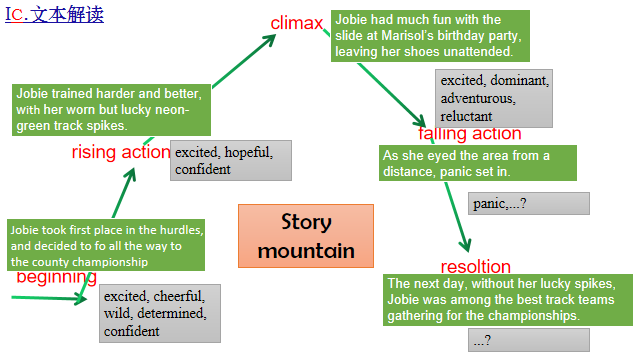 IC.文本解读
climax
Jobie had much fun with the
slide at Marisol's birthday party,
leaving her shoes unattended.
excited, dominant,
adventurous,
reluctant
Jobie trained harder and better,
with her worn but lucky neon-
green track spikes.
rising action
excited, hopeful,
confident
falling action
As she eyed the area from a
distance, panic set in.
panic,...?
Story
mountain
Jobie took first place in the hurdles,
and decided to fo all the way to
the county championship
beginning
excited, cheerful,
wild, determined,
confident
resoltion
The next day, without her lucky spikes,
Jobie was among the best track teams
gathering for the championships.
...?